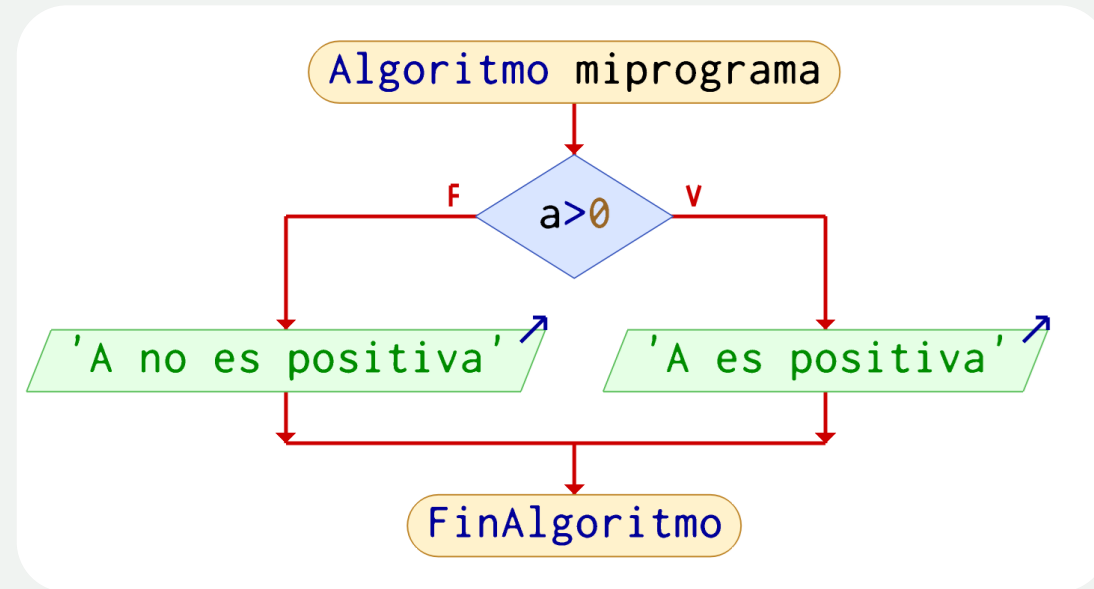 Algoritmo miprograma
F
V
a>0
'A no es positiva'
'A es positiva'
FinAlgoritmo